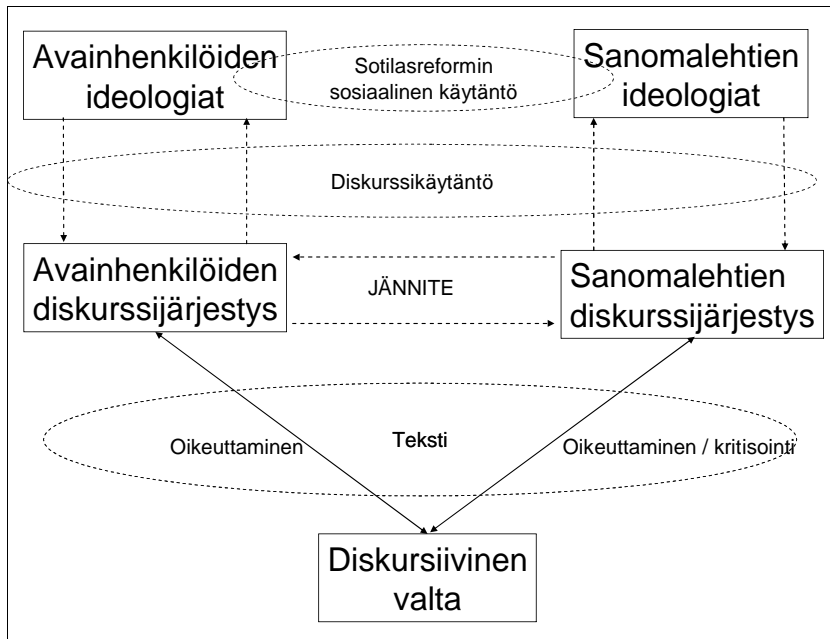 Avainhenkilöiden
ideologiat
Sotilasreformin
sosiaalinen käytäntö
Sanomalehtien
ideologiat
Diskurssikäytäntö
Avainhenkilöiden
diskurssijärjestys
JÄNNITE
Sanomalehtien
diskurssijärjestys
Oikeuttaminen
Teksti
Oikeuttaminen / kritisointi
Diskursiivinen
valta